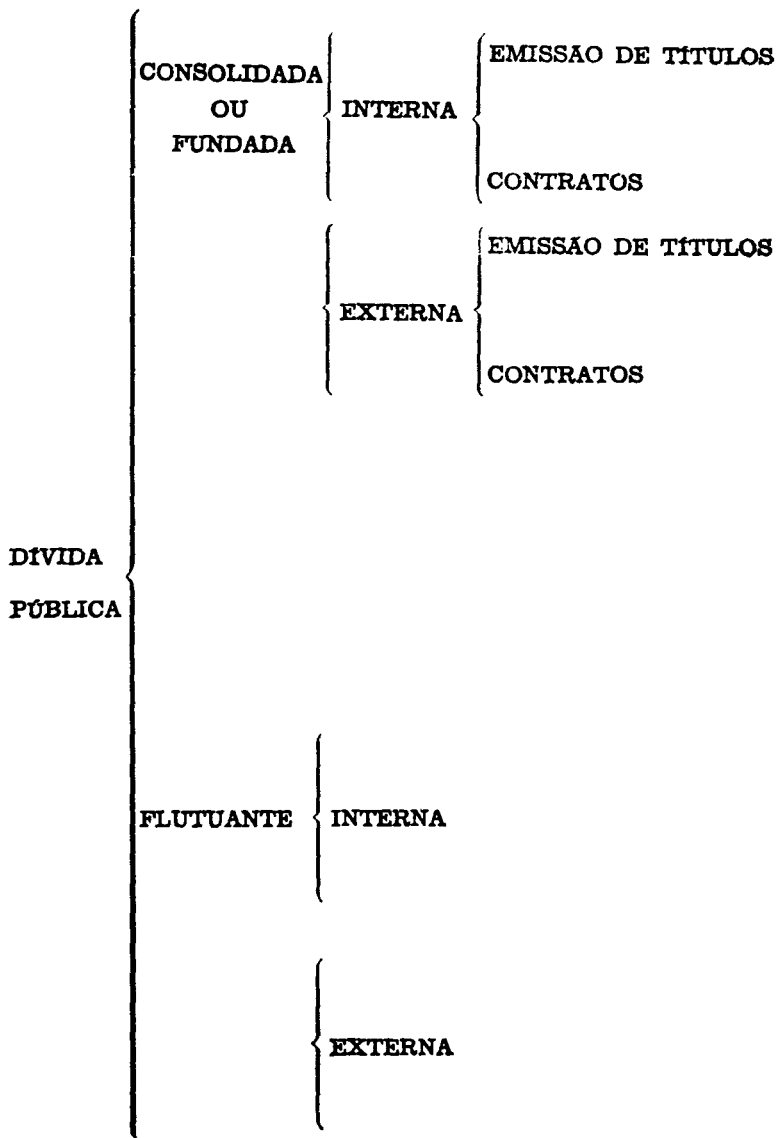 EMISSÃO DE TÍTULOS
CONSOLIDADA
OU
FUNDADA
INTERNA
CONTRATOS
EMISSÃO DE TÍTULOS
EXTERNA
CONTRATOS
DÍVIDA
PÚBLICA
FLUTUANTE
INTERNA
EXTERNA